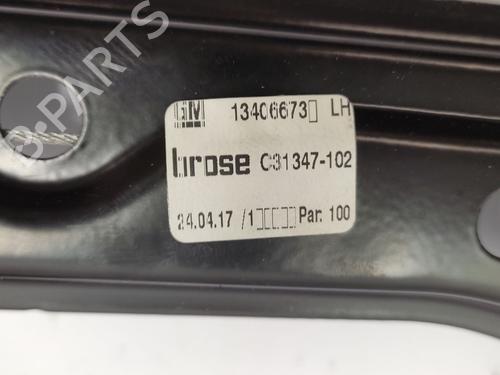 GM 13406673▯ LH
brose C31347-102
24.04.17 /1▯▯▯▯ Par. 100
B-PARTS